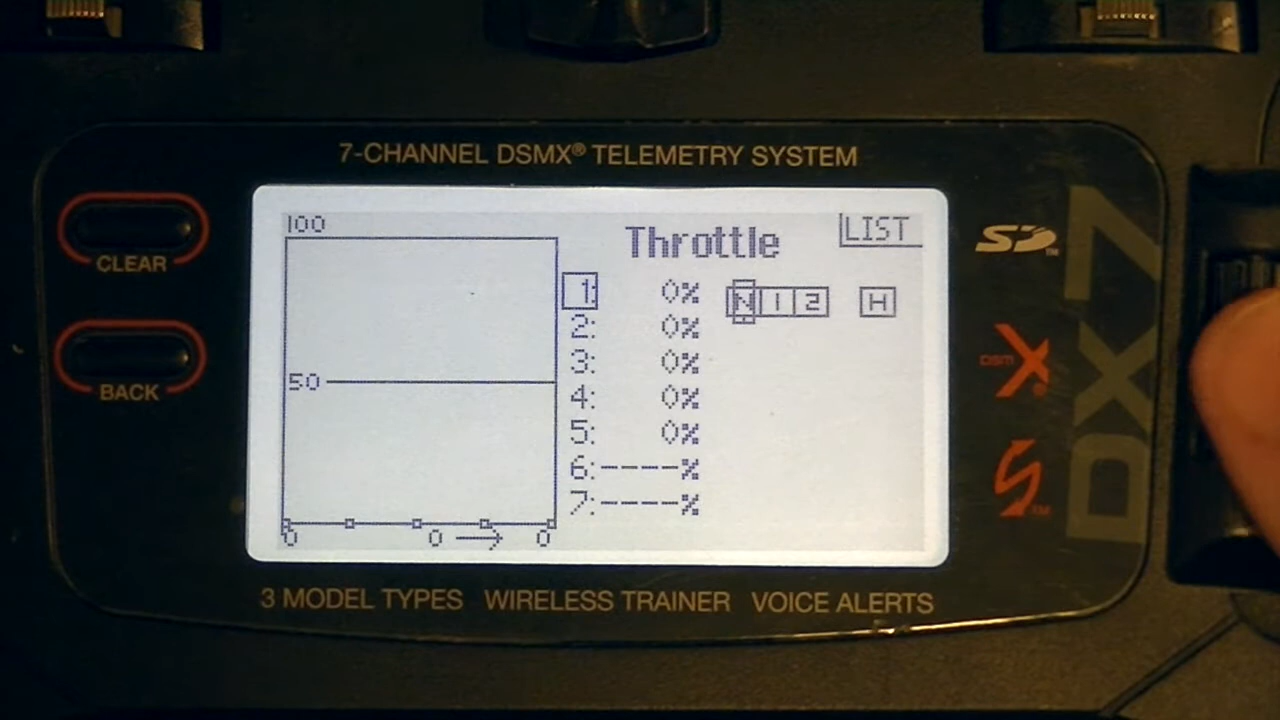 7-CHANNEL DSMX® TELEMETRY SYSTEM
CLEAR
BACK
100
Throttle
LIST
1: 0%
N 1 2 H
2: 0%
3: 0%
50
4: 0%
5: 0%
6:-----%
7:-----%
0 0 → 0
DSM X
DX7
3 MODEL TYPES WIRELESS TRAINER VOICE ALERTS